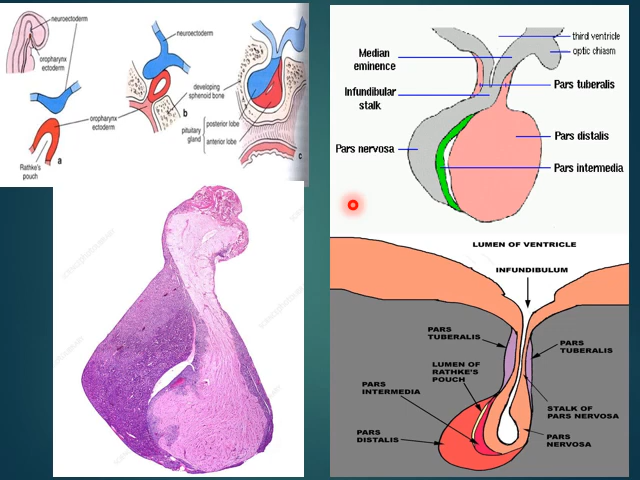 neuroectoderm
oropharynx
ectoderm
oropharynx
ectoderm
Rathke's
pouch
a
neuroectoderm
b
developing
sphenoid bone
pituitary
gland
posterior lobe
anterior lobe
c
third ventricle
optic chiasm
Median
eminence
Pars tuberalis
Infundibular
stalk
Pars distalis
Pars nervosa
Pars intermedia
LUMEN OF VENTRICLE
INFUNDIBULUM
PARS
TUBERALIS
PARS
TUBERALIS
LUMEN OF
RATHKE'S
POUCH
PARS
INTERMEDIA
STALK OF
PARS NERVOSA
PARS
DISTALIS
PARS
NERVOSA